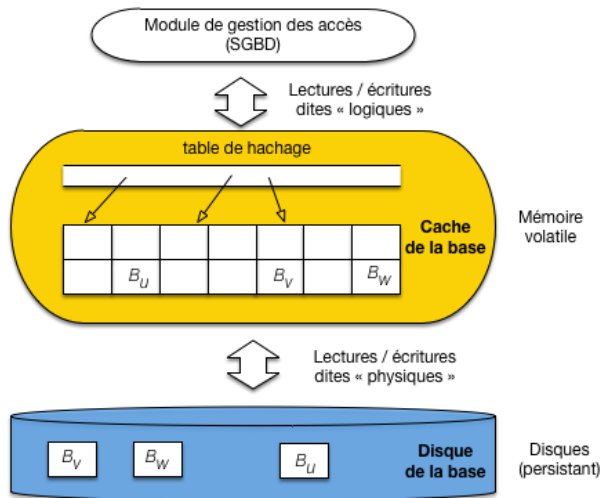 Module de gestion des accès
(SGBD)
Lectures / écritures
dites « logiques »
table de hachage
Cache
de la base
Mémoire
volatile
BU BV BW
Lectures / écritures
dites « physiques »
BV BW BU
Disque
de la base
Disques
(persistant)